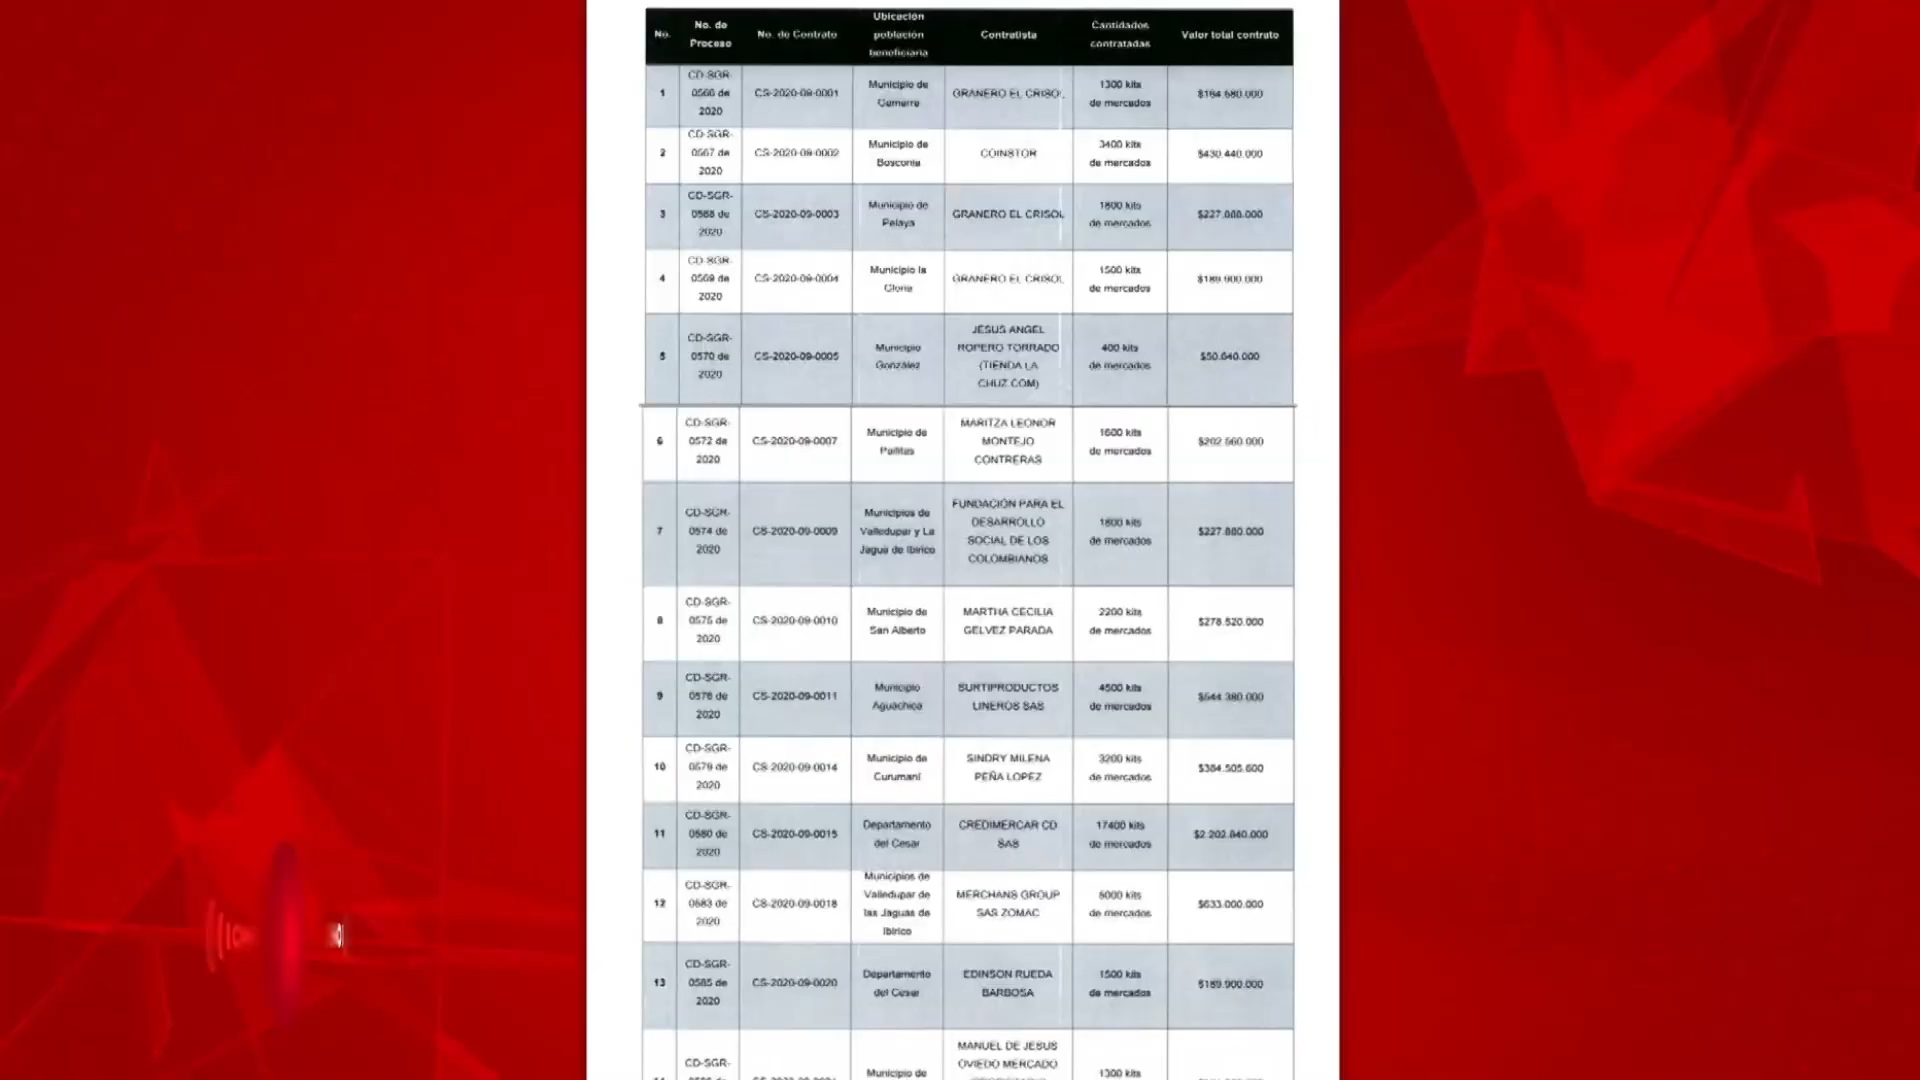 No. No. de Proceso No. de Contrato Ubicación población beneficiaria Contratista Cantidades contratadas Valor total contrato
1 CD-SGR-0566 de 2020 CS-2020-09-0001 Municipio de Gamarra GRANERO EL CRISOL 1300 kits de mercados $164.580.000
2 CD-SGR-0567 de 2020 CS-2020-09-0002 Municipio de Bosconia COINSTOR 3400 kits de mercados $430.440.000
3 CD-SGR-0568 de 2020 CS-2020-09-0003 Municipio de Pelaya GRANERO EL CRISOL 1800 kits de mercados
4 CD-SGR-0569 de 2020 CS-2020-09-0004 Municipio la Gloria GRANERO EL CRISOL 1500 kits de mercados $189.900.000
5 CD-SGR-0570 de 2020 CS-2020-09-0005 Municipio González JESUS ANGEL ROPERO TORRADO (TIENDA LA CHUZ.COM) 400 kits de mercados $50.640.000
6 CD-SGR-0572 de 2020 CS-2020-09-0007 Municipio de Pailitas MARITZA LEONOR MONTEJO CONTRERAS 1600 kits de mercados $202.560.000
7 CD-SGR-0574 de 2020 CS-2020-09-0009 Municipios de Valledupar y La Jagua de Ibirico FUNDACIÓN PARA EL DESARROLLO SOCIAL DE LOS COLOMBIANOS 1800 kits de mercados $227.880.000
8 CD-SGR-0575 de 2020 CS-2020-09-0010 Municipio de San Alberto MARTHA CECILIA GELVEZ PARADA 2200 kits de mercados $278.520.000
9 CD-SGR-0576 de 2020 CS-2020-09-0011 Municipio Aguachica SURTIPRODUCTOS LINEROS SAS 4500 kits de mercados
10 CD-SGR-0579 de 2020 CS-2020-09-0014 Municipio de Curumaní SINDRY MILENA PEÑA LOPEZ 3200 kits de mercados $384.505.600
11 CD-SGR-0580 de 2020 CS-2020-09-0015 Departamento del Cesar CREDIMERCAR CD SAS 17400 kits de mercados $2.202.840.000
12 CD-SGR-0583 de 2020 CS-2020-09-0018 Municipios de Valledupar de las Jaguas de Ibirico MERCHANS GROUP SAS ZOMAC 5000 kits de mercados $633.000.000
13 CD-SGR-0585 de 2020 CS-2020-09-0020 Departamento del Cesar EDINSON RUEDA BARBOSA 1500 kits de mercados $189.900.000
CD-SGR- Municipio de MANUEL DE JESUS OVIEDO MERCADO 1300 kits